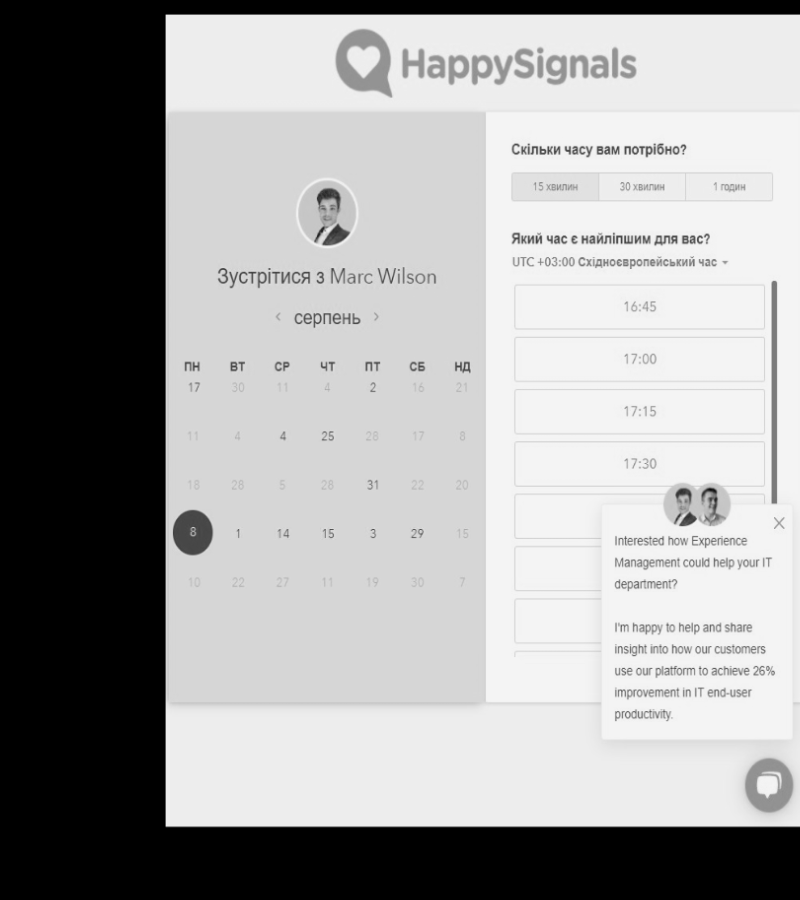 HappySignals
Зустрітися з Marc Wilson
‹ серпень ›
ПН ВТ СР ЧТ ПТ СБ НД
17 30 11 4 2 16 21
11 4 4 25 28 17 8
18 28 5 28 31 22 20
8 1 14 15 3 29 15
10 22 27 11 19 30 7
Скільки часу вам потрібно?
15 хвилин 30 хвилин 1 годин
Який час є найліпшим для вас?
UTC +03:00 Східноєвропейський час
16:45
17:00
17:15
17:30
Interested how Experience
Management could help your IT
department?
I'm happy to help and share
insight into how our customers
use our platform to achieve 26%
improvement in IT end-user
productivity.